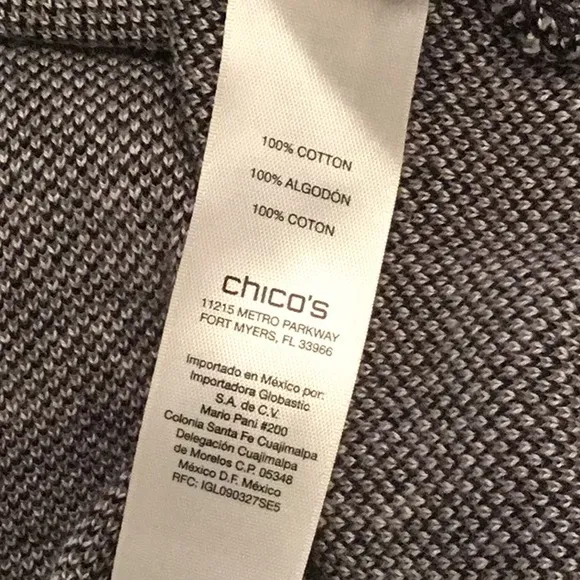 100% COTTON
100% ALGODÓN
100% COTON
chico's
11215 METRO PARKWAY
FORT MYERS, FL 33966
Importado en México por:
Importadora Globastic
S.A. de C.V.
Mario Pani #200
Colonia Santa Fe Cuajimalpa
Delegación Cuajimalpa
de Morelos C.P. 05348
México D.F. México
RFC: IGL090327SE5